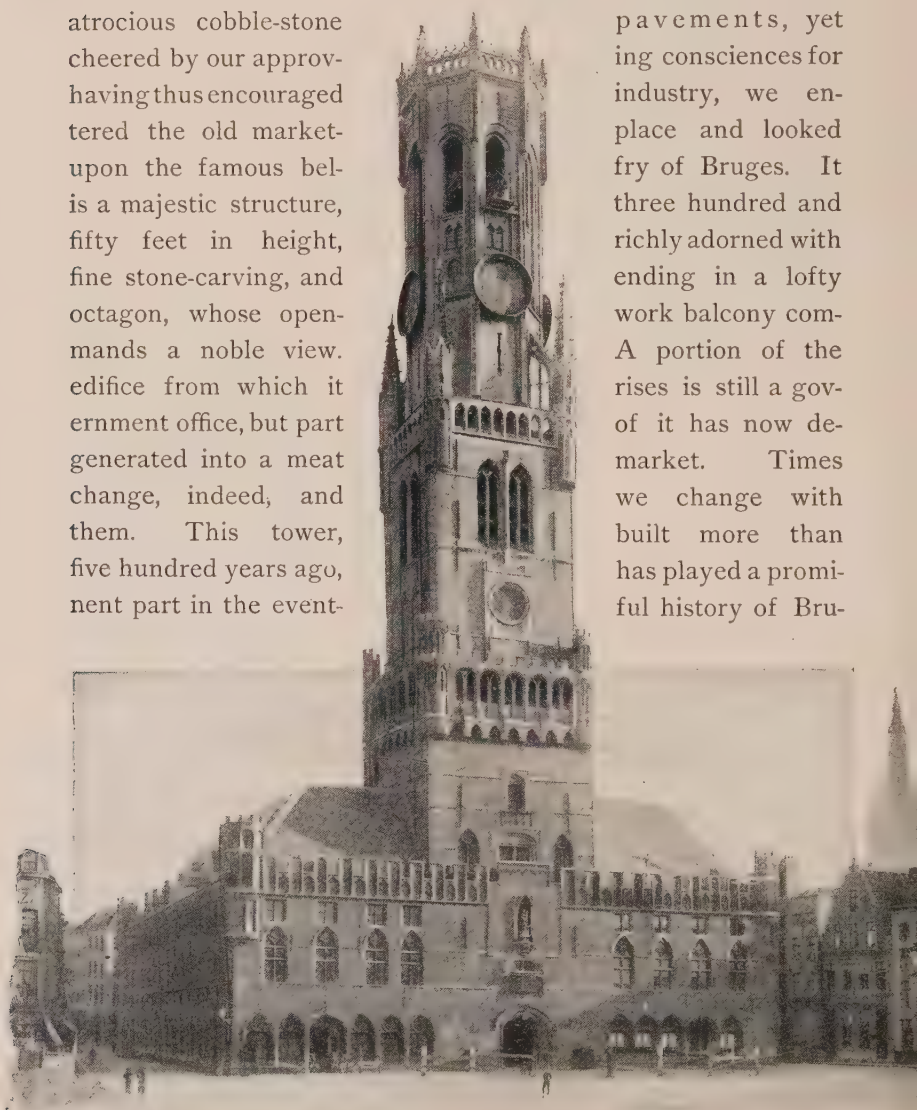 atrocious cobble-stone pavements, yet
cheered by our approv- ing consciences for
having thus encouraged industry, we en-
tered the old market- place and looked
upon the famous bel- fry of Bruges. It
is a majestic structure, three hundred and
fifty feet in height, richly adorned with
fine stone-carving, and ending in a lofty
octagon, whose open- work balcony com-
mands a noble view. A portion of the
edifice from which it rises is still a gov-
ernment office, but part of it has now de-
generated into a meat market. Times
change, indeed, and we change with
them. This tower, built more than
five hundred years ago, has played a promi-
nent part in the event- ful history of Bru-